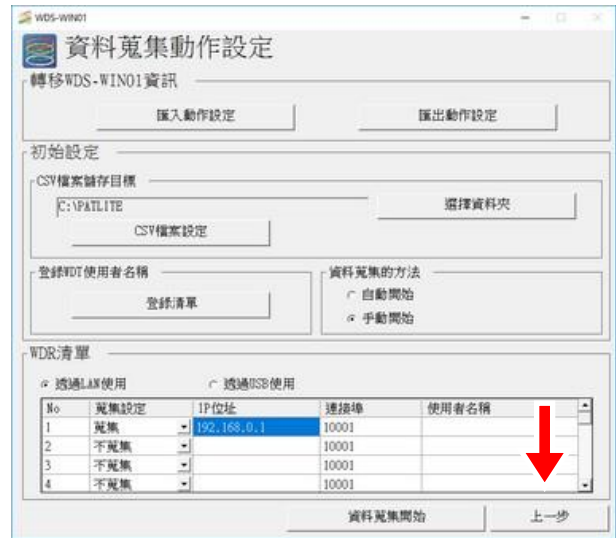 WDS-WIN01
資料蒐集動作設定
轉移WDS-WIN01資訊
匯入動作設定 匯出動作設定
初始設定
CSV檔案儲存目標
C:\PATLITE 選擇資料夾
CSV檔案設定
登錄WDT使用者名稱 資料蒐集的方法
登錄清單 自動開始
手動開始
WDR清單
透過LAN使用 透過USB使用
No 蒐集設定 IP位址 連接埠 使用者名稱
1 蒐集 192.168.0.1 10001
2 不蒐集 10001
3 不蒐集 10001
4 不蒐集 10001
資料蒐集開始 上一步